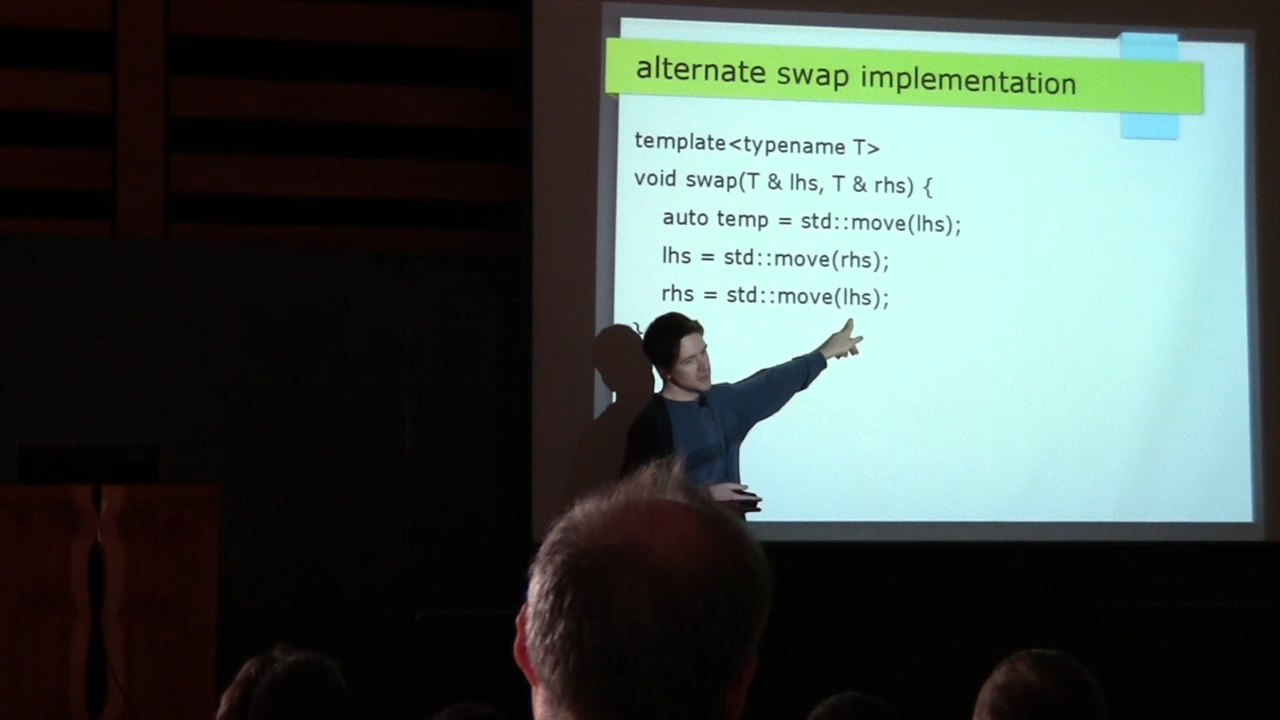 alternate swap implementation
template<typename T>
void swap(T & lhs, T & rhs) {
auto temp = std::move(lhs);
lhs = std::move(rhs);
rhs = std::move(lhs);
}